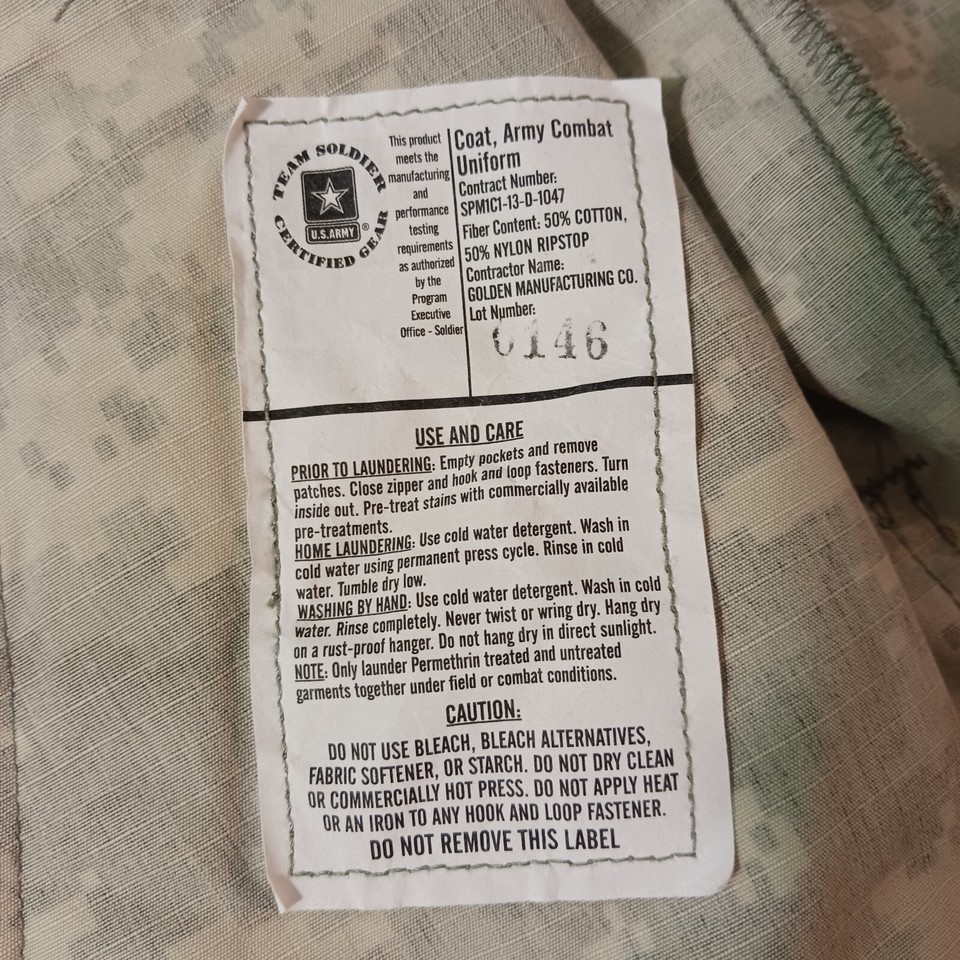 TEAM SOLDIER
U.S.ARMY®
CERTIFIED GEAR
This product
meets the
manufacturing
and
performance
testing
requirements
as authorized
by the
Program
Executive
Office - Soldier
Coat, Army Combat
Uniform
Contract Number:
SPM1C1-13-D-1047
Fiber Content: 50% COTTON,
50% NYLON RIPSTOP
Contractor Name:
GOLDEN MANUFACTURING CO.
Lot Number:
0146
USE AND CARE
PRIOR TO LAUNDERING: Empty pockets and remove
patches. Close zipper and hook and loop fasteners. Turn
inside out. Pre-treat stains with commercially available
pre-treatments.
HOME LAUNDERING: Use cold water detergent. Wash in
cold water using permanent press cycle. Rinse in cold
water. Tumble dry low.
WASHING BY HAND: Use cold water detergent. Wash in cold
water. Rinse completely. Never twist or wring dry. Hang dry
on a rust-proof hanger. Do not hang dry in direct sunlight.
NOTE: Only launder Permethrin treated and untreated
garments together under field or combat conditions.
CAUTION:
DO NOT USE BLEACH, BLEACH ALTERNATIVES,
FABRIC SOFTENER, OR STARCH. DO NOT DRY CLEAN
OR COMMERCIALLY HOT PRESS. DO NOT APPLY HEAT
OR AN IRON TO ANY HOOK AND LOOP FASTENER.
DO NOT REMOVE THIS LABEL